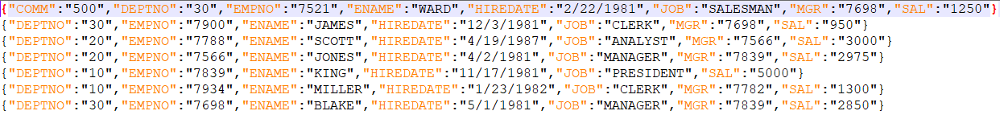 {"COMM":"500","DEPTNO":"30","EMPNO":"7521","ENAME":"WARD","HIREDATE":"2/22/1981","JOB":"SALESMAN","MGR":"7698","SAL":"1250"}
{"DEPTNO":"30","EMPNO":"7900","ENAME":"JAMES","HIREDATE":"12/3/1981","JOB":"CLERK","MGR":"7698","SAL":"950"}
{"DEPTNO":"20","EMPNO":"7788","ENAME":"SCOTT","HIREDATE":"4/19/1987","JOB":"ANALYST","MGR":"7566","SAL":"3000"}
{"DEPTNO":"20","EMPNO":"7566","ENAME":"JONES","HIREDATE":"4/2/1981","JOB":"MANAGER","MGR":"7839","SAL":"2975"}
{"DEPTNO":"10","EMPNO":"7839","ENAME":"KING","HIREDATE":"11/17/1981","JOB":"PRESIDENT","SAL":"5000"}
{"DEPTNO":"10","EMPNO":"7934","ENAME":"MILLER","HIREDATE":"1/23/1982","JOB":"CLERK","MGR":"7782","SAL":"1300"}
{"DEPTNO":"30","EMPNO":"7698","ENAME":"BLAKE","HIREDATE":"5/1/1981","JOB":"MANAGER","MGR":"7839","SAL":"2850"}